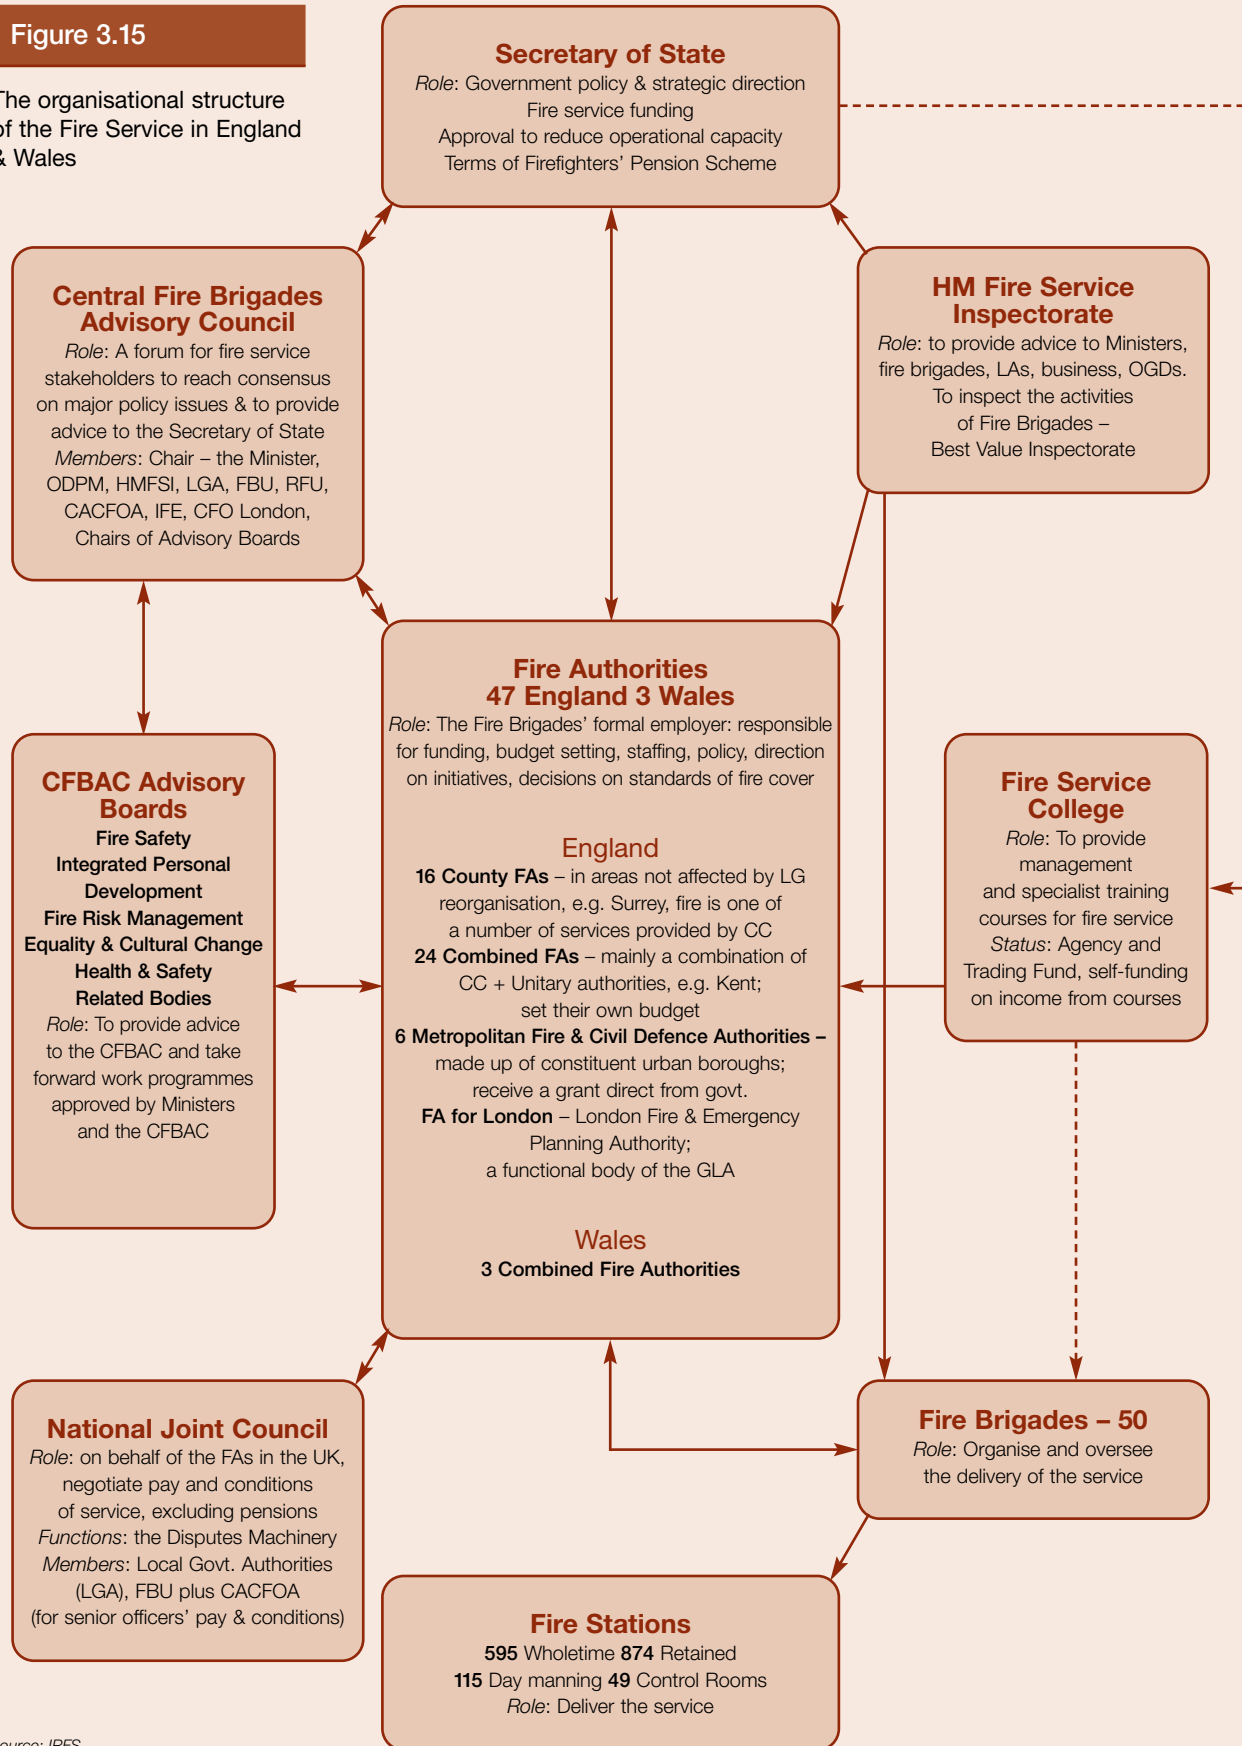 Figure 3.15
The organisational structure
of the Fire Service in England
& Wales
Secretary of State
Role: Government policy & strategic direction
Fire service funding
Approval to reduce operational capacity
Terms of Firefighters' Pension Scheme
Central Fire Brigades
Advisory Council
Role: A forum for fire service
stakeholders to reach consensus
on major policy issues & to provide
advice to the Secretary of State
Members: Chair – the Minister,
ODPM, HMFSI, LGA, FBU, RFU,
CACFOA, IFE, CFO London,
Chairs of Advisory Boards
HM Fire Service
Inspectorate
Role: to provide advice to Ministers,
fire brigades, LAs, business, OGDs.
To inspect the activities
of Fire Brigades –
Best Value Inspectorate
Fire Authorities
47 England 3 Wales
Role: The Fire Brigades' formal employer: responsible
for funding, budget setting, staffing, policy, direction
on initiatives, decisions on standards of fire cover
England
16 County FAs – in areas not affected by LG
reorganisation, e.g. Surrey, fire is one of
a number of services provided by CC
24 Combined FAs – mainly a combination of
CC + Unitary authorities, e.g. Kent;
set their own budget
6 Metropolitan Fire & Civil Defence Authorities –
made up of constituent urban boroughs;
receive a grant direct from govt.
FA for London – London Fire & Emergency
Planning Authority;
a functional body of the GLA
Wales
3 Combined Fire Authorities
CFBAC Advisory
Boards
Fire Safety
Integrated Personal
Development
Fire Risk Management
Equality & Cultural Change
Health & Safety
Related Bodies
Role: To provide advice
to the CFBAC and take
forward work programmes
approved by Ministers
and the CFBAC
Fire Service
College
Role: To provide
management
and specialist training
courses for fire service
Status: Agency and
Trading Fund, self-funding
on income from courses
National Joint Council
Role: on behalf of the FAs in the UK,
negotiate pay and conditions
of service, excluding pensions
Functions: the Disputes Machinery
Members: Local Govt. Authorities
(LGA), FBU plus CACFOA
(for senior officers' pay & conditions)
Fire Brigades – 50
Role: Organise and oversee
the delivery of the service
Fire Stations
595 Wholetime 874 Retained
115 Day manning 49 Control Rooms
Role: Deliver the service